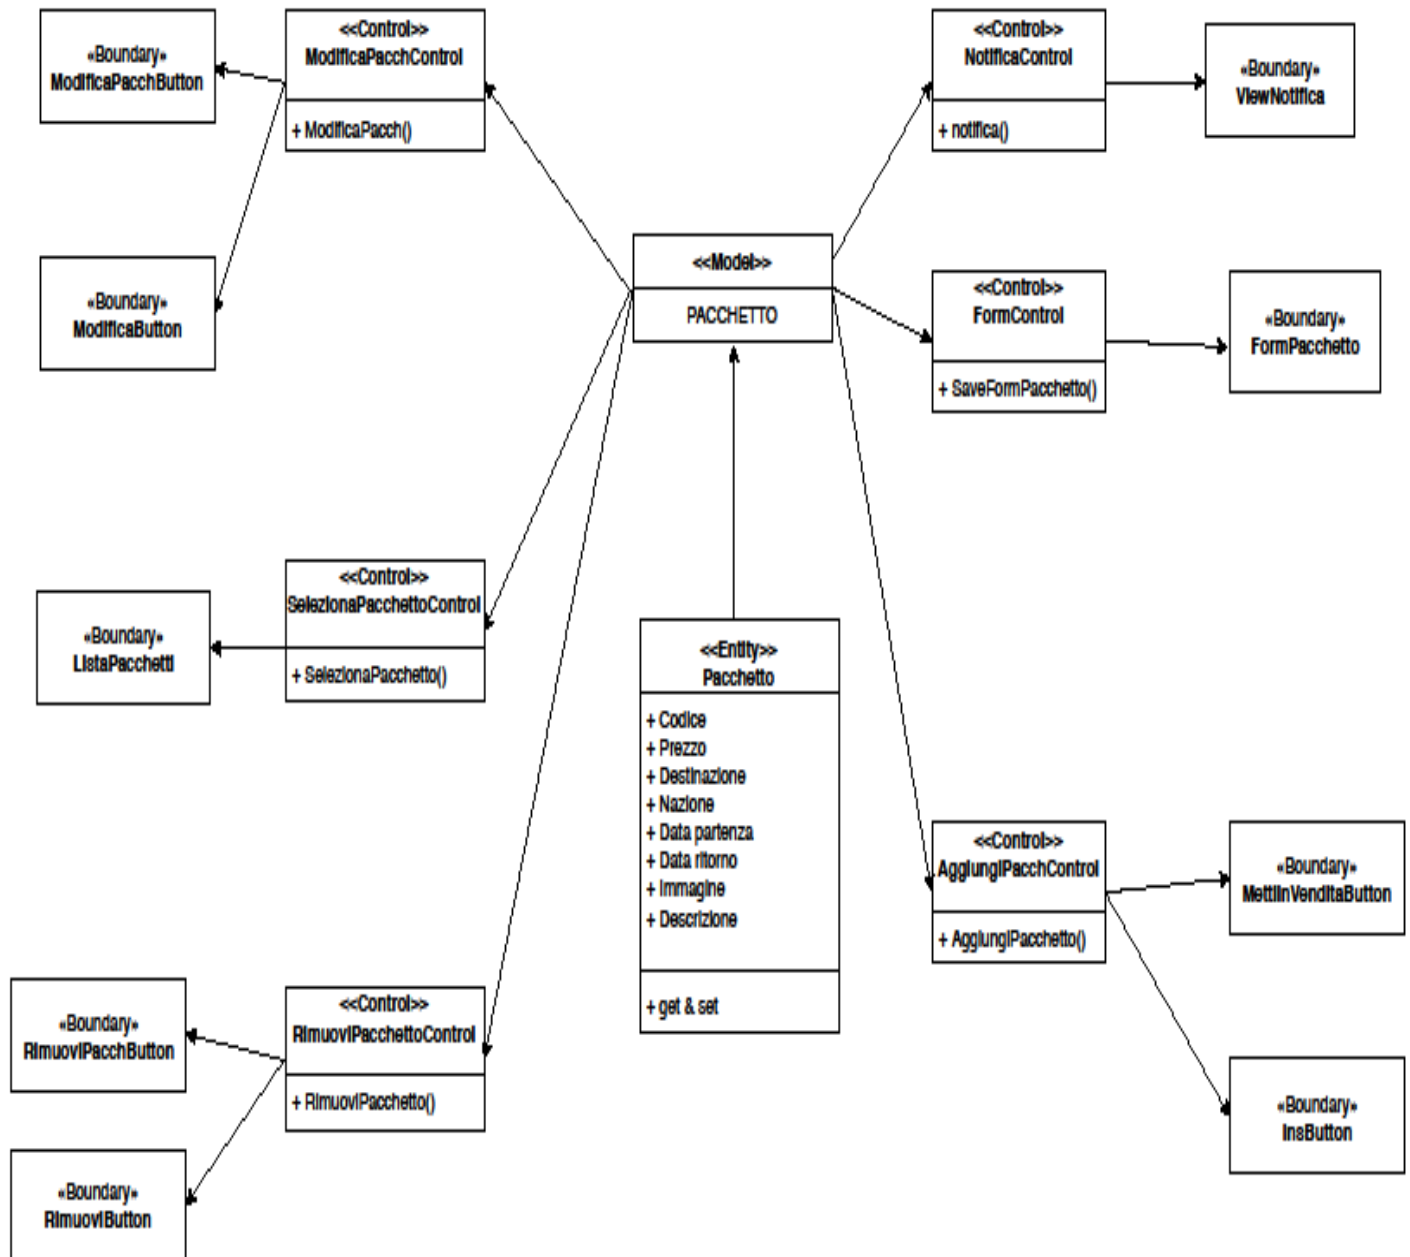 «Boundary»
ModificaPacchButton
<<Control>>
ModificaPacchControl
+ ModificaPacch()
<<Control>>
NotificaControl
+ notifica()
«Boundary»
ViewNotifica
«Boundary»
ModificaButton
<<Model>>
PACCHETTO
<<Control>>
FormControl
+ SaveFormPacchetto()
«Boundary»
FormPacchetto
«Boundary»
ListaPacchetti
<<Control>>
SelezionaPacchettoControl
+ SelezionaPacchetto()
<<Entity>>
Pacchetto
+ Codice
+ Prezzo
+ Destinazione
+ Nazione
+ Data partenza
+ Data ritorno
+ Immagine
+ Descrizione
+ get & set
<<Control>>
AggiungiPacchControl
+ AggiungiPacchetto()
«Boundary»
MettiInVenditaButton
«Boundary»
RimuoviPacchButton
<<Control>>
RimuoviPacchettoControl
+ RimuoviPacchetto()
«Boundary»
InsButton
«Boundary»
RimuoviButton